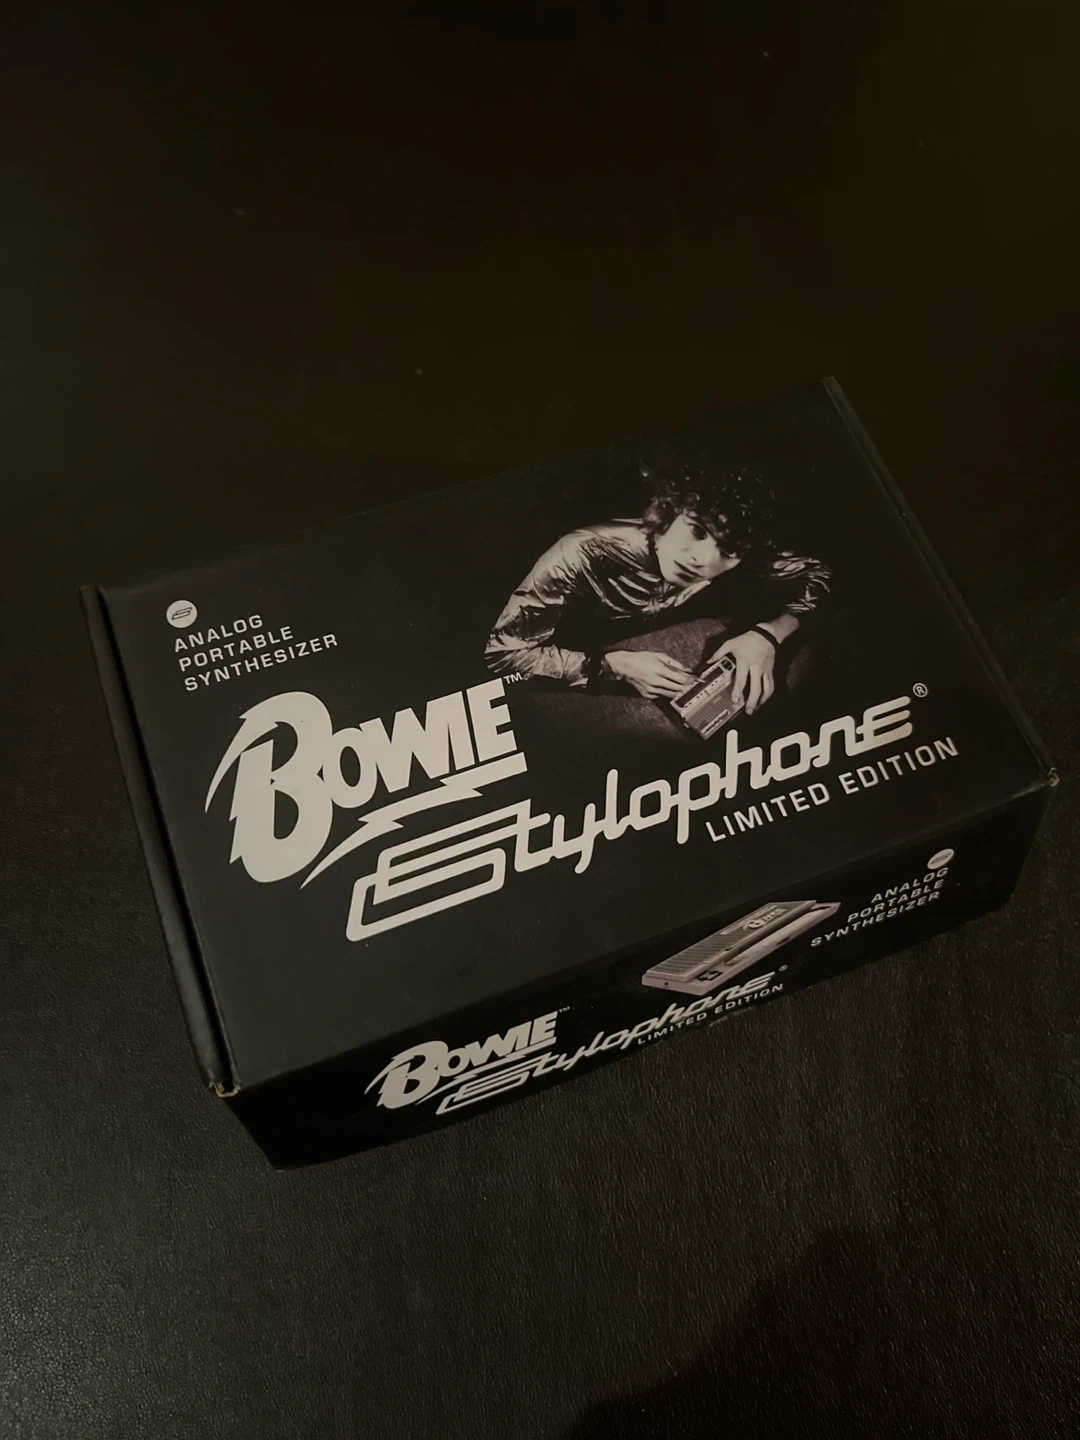 ANALOG
PORTABLE
SYNTHESIZER
BOWIE™
Stylophone®
LIMITED EDITION
ANALOG
PORTABLE
SYNTHESIZER
BOWIE™
Stylophone®
LIMITED EDITION